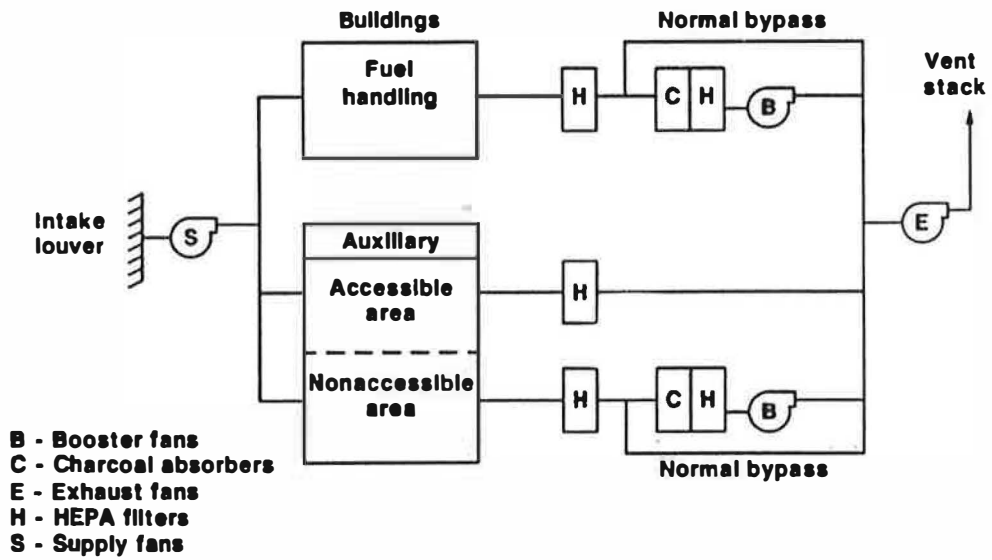 Buildings
Normal bypass
Fuel
handling
H
C
H
B
Vent
stack
Intake
louver
S
Auxiliary
Accessible
area
H
E
Nonaccessible
area
H
C
H
B
Normal bypass
B - Booster fans
C - Charcoal absorbers
E - Exhaust fans
H - HEPA filters
S - Supply fans